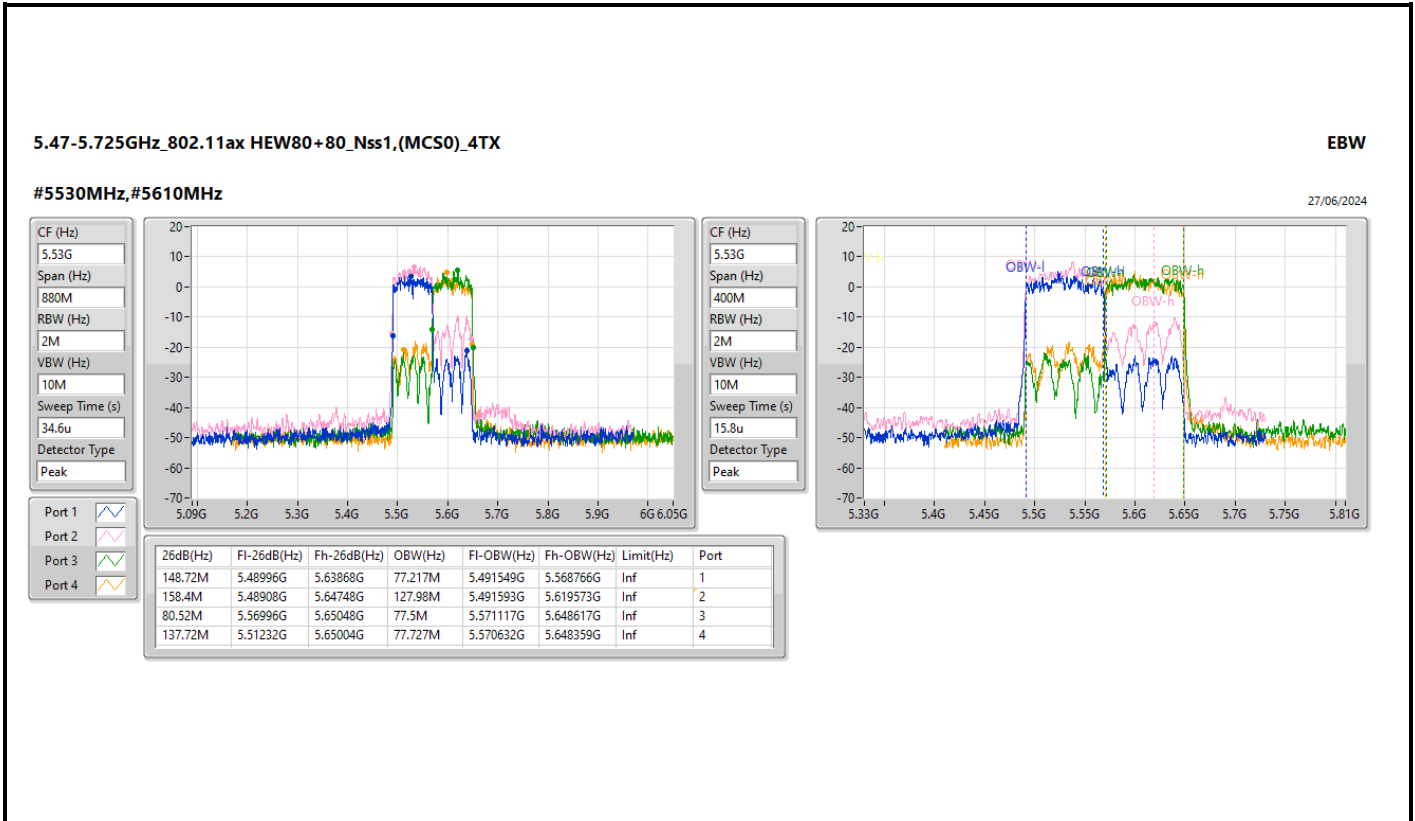 5.47-5.725GHz_802.11ax HEW80+80_Nss1,(MCS0)_4TX
EBW
#5530MHz,#5610MHz
27/06/2024
CF (Hz)
5.53G
Span (Hz)
880M
RBW (Hz)
2M
VBW (Hz)
10M
Sweep Time (s)
34.6u
Detector Type
Peak
20
10
0
-10
-20
-30
-40
-50
-60
-70
5.09G 5.2G 5.3G 5.4G 5.5G 5.6G 5.7G 5.8G 5.9G 6G 6.05G
CF (Hz)
5.53G
Span (Hz)
400M
RBW (Hz)
2M
VBW (Hz)
10M
Sweep Time (s)
15.8u
Detector Type
Peak
20
10
0
-10
-20
-30
-40
-50
-60
-70
OBW-l
OBW-h
OBW-h
OBW-h
5.33G 5.4G 5.45G 5.5G 5.55G 5.6G 5.65G 5.7G 5.75G 5.81G
Port 1
Port 2
Port 3
Port 4
26dB(Hz) Fl-26dB(Hz) Fh-26dB(Hz) OBW(Hz) Fl-OBW(Hz) Fh-OBW(Hz) Limit(Hz) Port
148.72M 5.48996G 5.63868G 77.217M 5.491549G 5.568766G Inf 1
158.4M 5.48908G 5.64748G 127.98M 5.491593G 5.619573G Inf 2
80.52M 5.56996G 5.65048G 77.5M 5.571117G 5.648617G Inf 3
137.72M 5.51232G 5.65004G 77.727M 5.570632G 5.648359G Inf 4